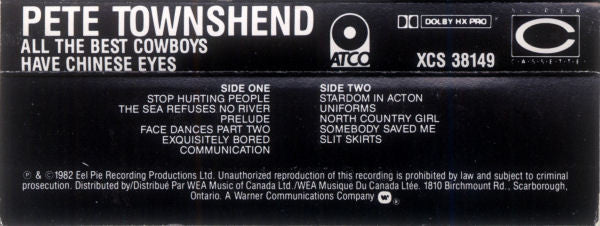 PETE TOWNSHEND
ALL THE BEST COWBOYS
HAVE CHINESE EYES
ATCO
DOLBY HX PRO
XCS 38149
SUPER
C
CASSETTE
SIDE ONE
STOP HURTING PEOPLE
THE SEA REFUSES NO RIVER
PRELUDE
FACE DANCES PART TWO
EXQUISITELY BORED
COMMUNICATION
SIDE TWO
STARDOM IN ACTON
UNIFORMS
NORTH COUNTRY GIRL
SOMEBODY SAVED ME
SLIT SKIRTS
℗ & ©1982 Eel Pie Recording Productions Ltd. Unauthorized reproduction of this recording is prohibited by law and subject to criminal
prosecution. Distributed by/Distribué Par WEA Music of Canada Ltd./WEA Musique Du Canada Ltée. 1810 Birchmount Rd., Scarborough,
Ontario. A Warner Communications Company ®